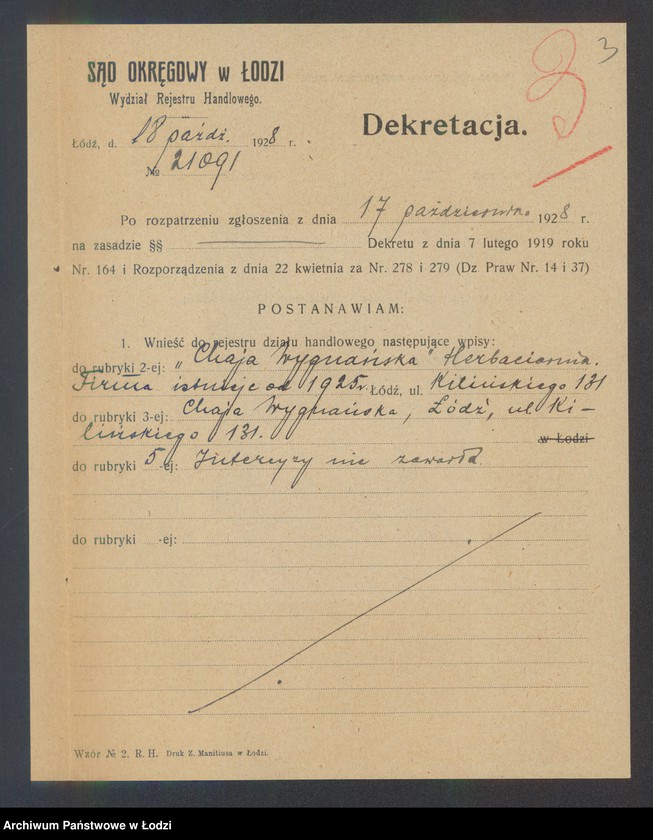 3
SĄD OKRĘGOWY w ŁODZI
Wydział Rejestru Handlowego.
Dekretacja.
Łódź, d. 18 paźdz. 1928 r.
№ 21091
Po rozpatrzeniu zgłoszenia z dnia 17 października 1928 r.
na zasadzie §§ Dekretu z dnia 7 lutego 1919 roku
Nr. 164 i Rozporządzenia z dnia 22 kwietnia za Nr. 278 i 279 (Dz. Praw Nr. 14 i 37)
POSTANAWIAM:
1. Wnieść do rejestru działu handlowego następujące wpisy:
do rubryki 2-ej: „Chaja Wygnańska" Herbaciarnia.
Firma istnieje od 1925 r. Łódź, ul. Kilińskiego 131
do rubryki 3-ej: Chaja Wygnańska, Łódź, ul. Ki-
lińskiego 131. w Łodzi
do rubryki 5-ej: Intercyzy nie zawarła.
do rubryki -ej:
Wzór № 2. R. H. Druk Z. Manitiusa w Łodzi.
Archiwum Państwowe w Łodzi